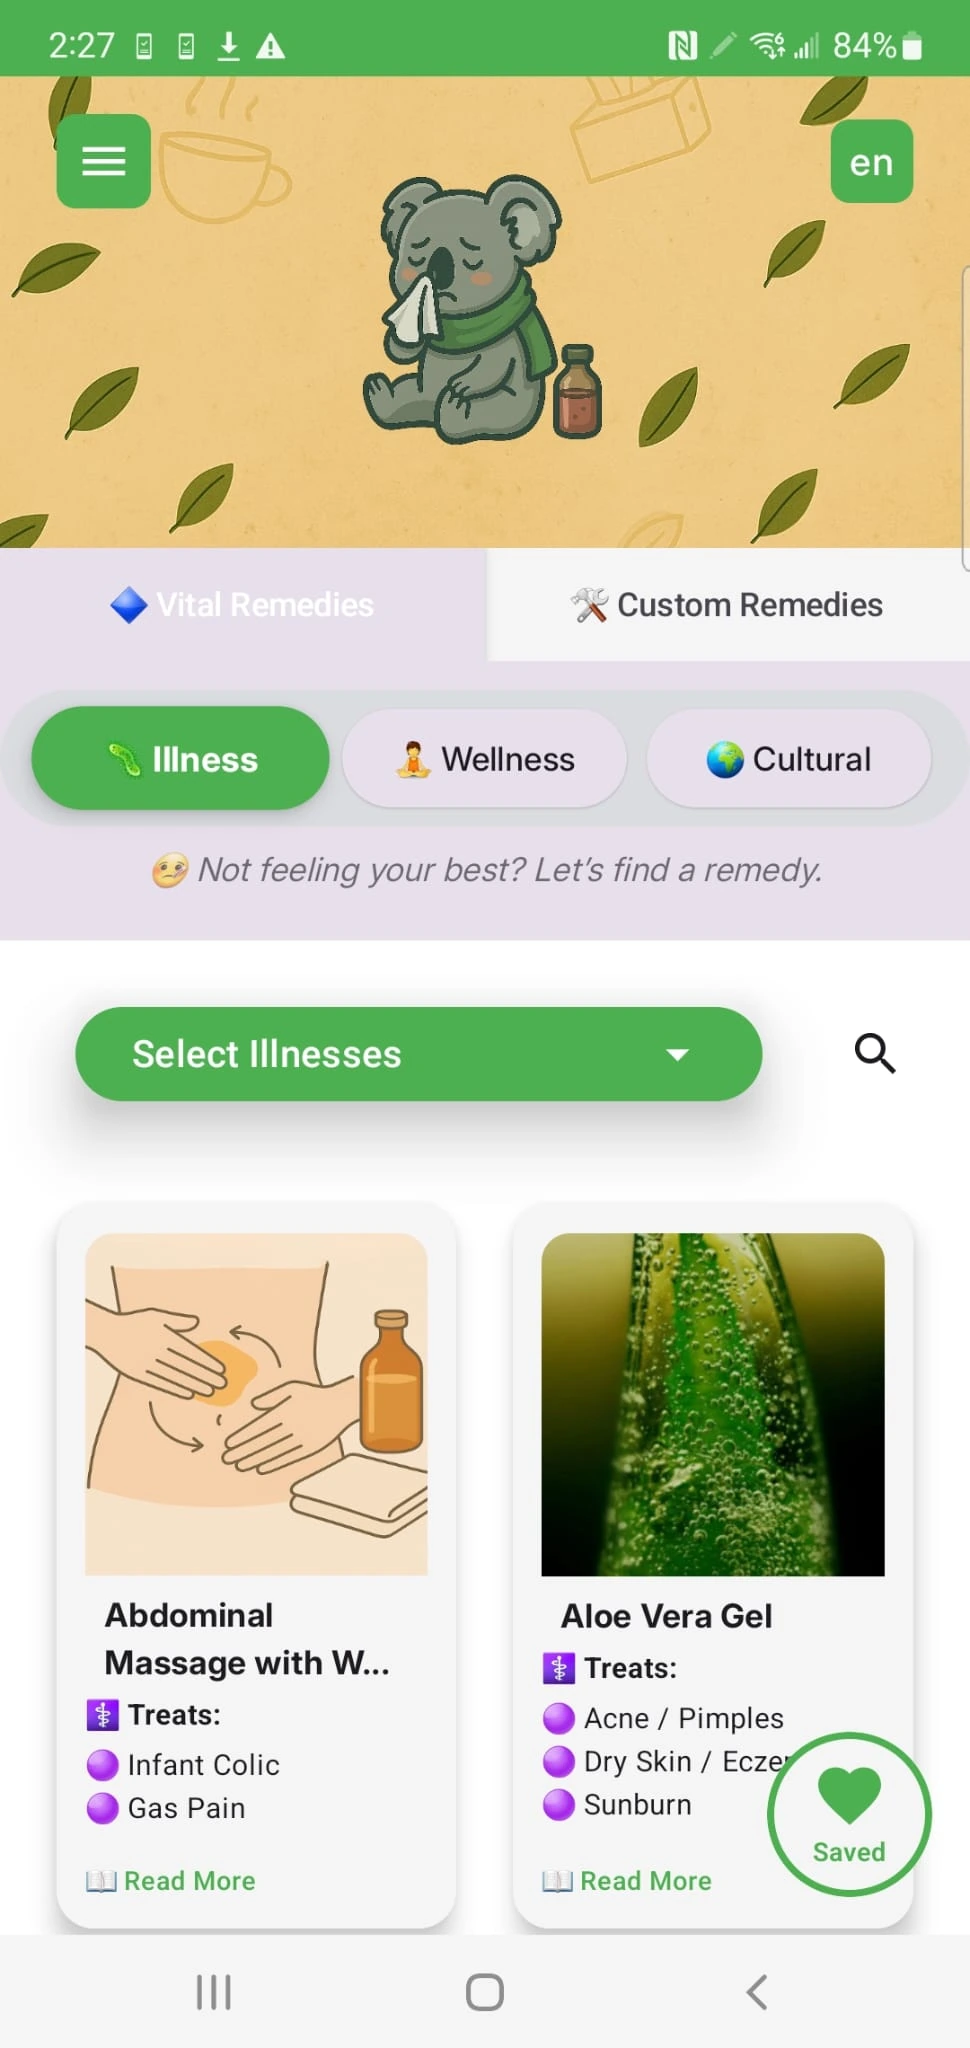 2:27
84%
en
Vital Remedies
Custom Remedies
Illness
Wellness
Cultural
Not feeling your best? Let's find a remedy.
Select Illnesses
Abdominal
Massage with W...
Treats:
Infant Colic
Gas Pain
Read More
Aloe Vera Gel
Treats:
Acne / Pimples
Dry Skin / Ecze
Sunburn
Read More
Saved